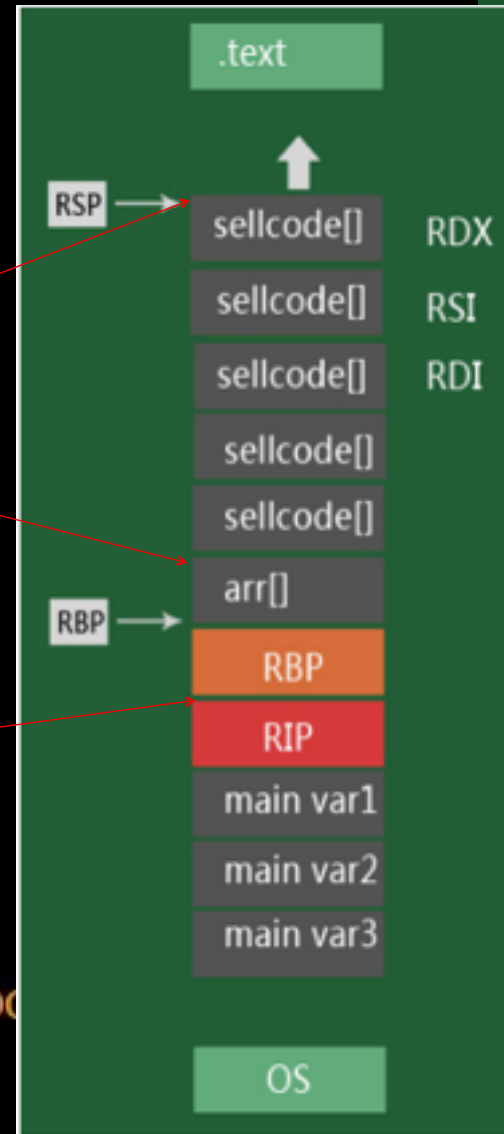 .text
RSP
sellcode[] RDX
sellcode[] RSI
sellcode[] RDI
sellcode[]
sellcode[]
arr[]
RBP
RBP
RIP
main var1
main var2
main var3
OS